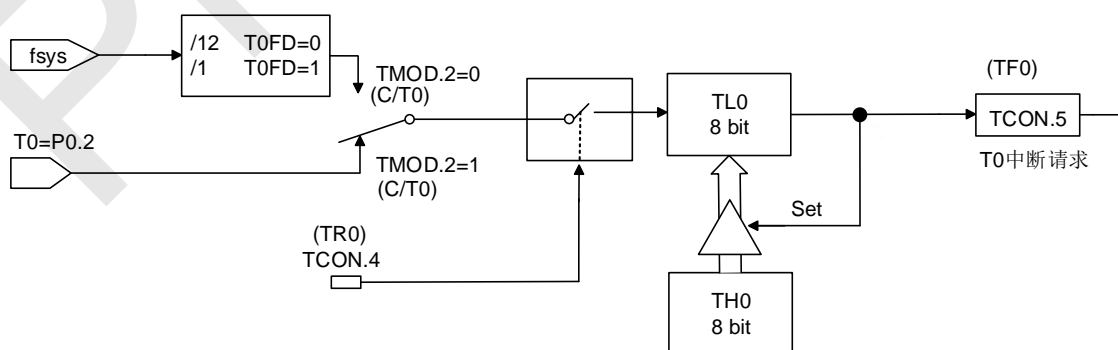 fsys
/12 T0FD=0
/1 T0FD=1
TMOD.2=0
(C/T0)
T0=P0.2
TMOD.2=1
(C/T0)
(TR0)
TCON.4
TL0
8 bit
Set
TH0
8 bit
(TF0)
TCON.5
T0中断请求